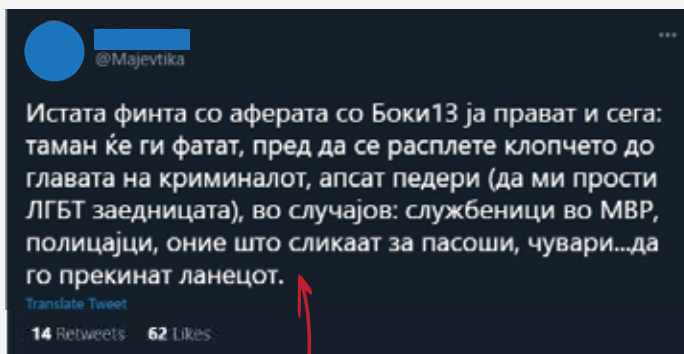 @Majevtika
Истата финта со аферата со Боки13 ја прават и сега:
таман ќе ги фатат, пред да се расплете клопчето до
главата на криминалот, апсат педери (да ми прости
ЛГБТ заедницата), во случајов: службеници во МВР,
полицајци, оние што сликаат за пасоши, чувари...да
го прекинат ланецот.
Translate Tweet
14 Retweets 62 Likes